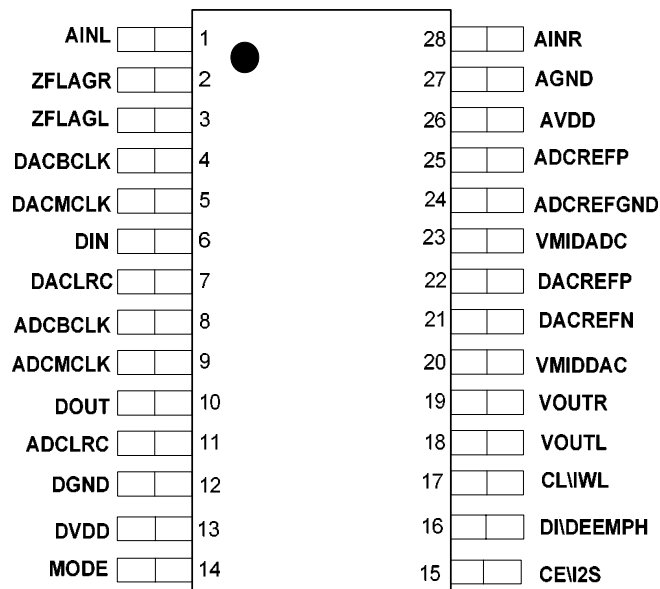 AINL 1 28 AINR
ZFLAGR 2 27 AGND
ZFLAGL 3 26 AVDD
DACBCLK 4 25 ADCREFP
DACMCLK 5 24 ADCREFGND
DIN 6 23 VMIDADC
DACLRC 7 22 DACREFP
ADCBCLK 8 21 DACREFN
ADCMCLK 9 20 VMIDDAC
DOUT 10 19 VOUTR
ADCLRC 11 18 VOUTL
DGND 12 17 CL\IWL
DVDD 13 16 DI\DEEMPH
MODE 14 15 CE\I2S